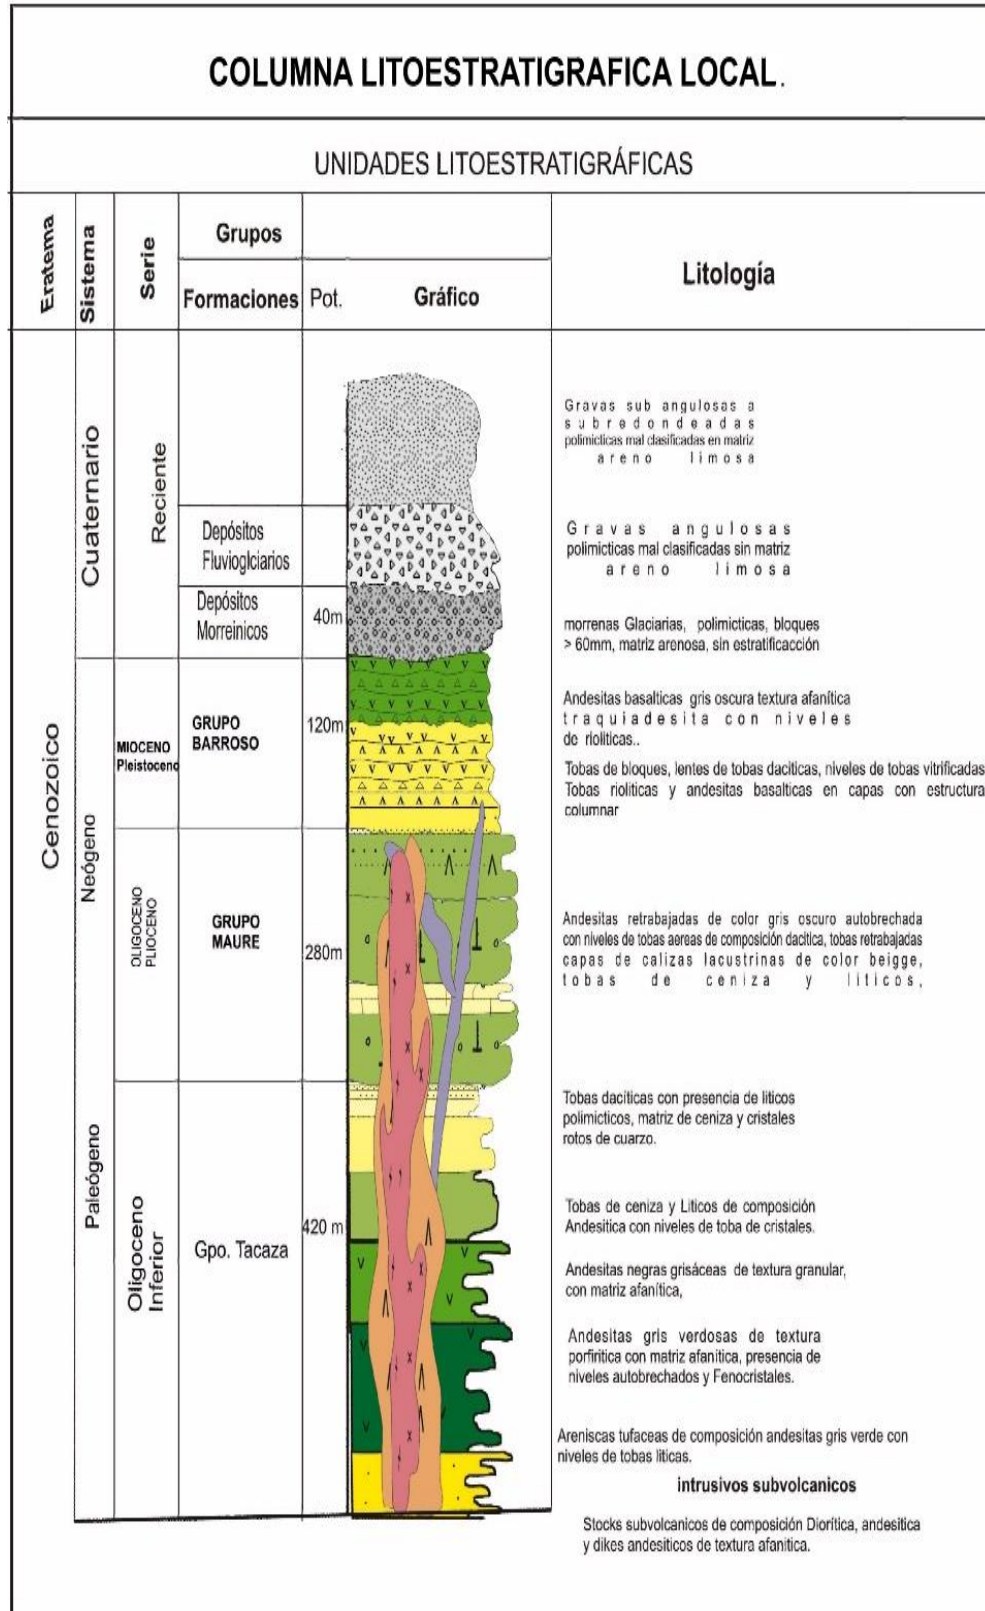 COLUMNA LITOESTRATIGRAFICA LOCAL.
UNIDADES LITOESTRATIGRÁFICAS
Eratema
Sistema
Serie
Grupos
Formaciones
Pot.
Gráfico
Litología
Cenozoico
Cuaternario
Neógeno
Paleógeno
Reciente
Depósitos
Fluvioglciarios
Depósitos
Morreinicos
40m
MIOCENO
Pleistoceno
GRUPO
BARROSO
120m
OLIGOCENO
PLIOCENO
GRUPO
MAURE
280m
Oligoceno
Inferior
Gpo. Tacaza
420 m
Gravas sub angulosas a
subredondeadas
polimicticas mal clasificadas en matriz
areno limosa
Gravas angulosas
polimicticas mal clasificadas sin matriz
areno limosa
morrenas Glaciarias, polimicticas, bloques
> 60mm, matriz arenosa, sin estratificacción
Andesitas basalticas gris oscura textura afanítica
traquiadesita con niveles
de rioliticas..
Tobas de bloques, lentes de tobas daciticas, niveles de tobas vitrificadas
Tobas rioliticas y andesitas basalticas en capas con estructura
columnar
Andesitas retrabajadas de color gris oscuro autobrechada
con niveles de tobas aereas de composición dacítica, tobas retrabajadas
capas de calizas lacustrinas de color beigge,
tobas de ceniza y liticos,
Tobas dacíticas con presencia de liticos
polimicticos, matriz de ceniza y cristales
rotos de cuarzo.
Tobas de ceniza y Liticos de composición
Andesitica con niveles de toba de cristales.
Andesitas negras grisáceas de textura granular,
con matriz afanítica,
Andesitas gris verdosas de textura
porfiritica con matriz afanitica, presencia de
niveles autobrechados y Fenocristales.
Areniscas tufaceas de composición andesitas gris verde con
niveles de tobas liticas.
intrusivos subvolcanicos
Stocks subvolcanicos de composición Diorítica, andesitica
y dikes andesiticos de textura afanitica.